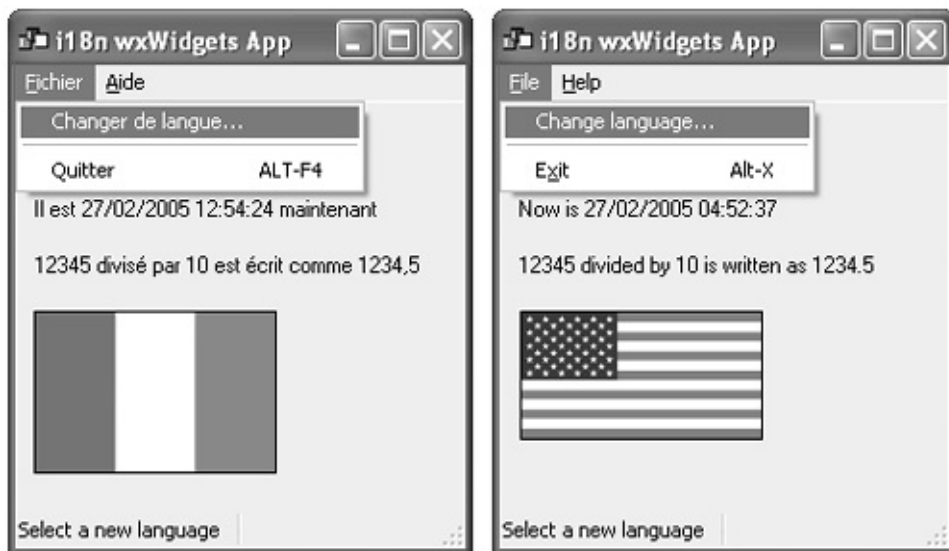 i18n wxWidgets App
Fichier Aide
Changer de langue...
Quitter ALT-F4
Il est 27/02/2005 12:54:24 maintenant
12345 divisé par 10 est écrit comme 1234,5
Select a new language
i18n wxWidgets App
File Help
Change language...
Exit Alt-X
Now is 27/02/2005 04:52:37
12345 divided by 10 is written as 1234.5
Select a new language